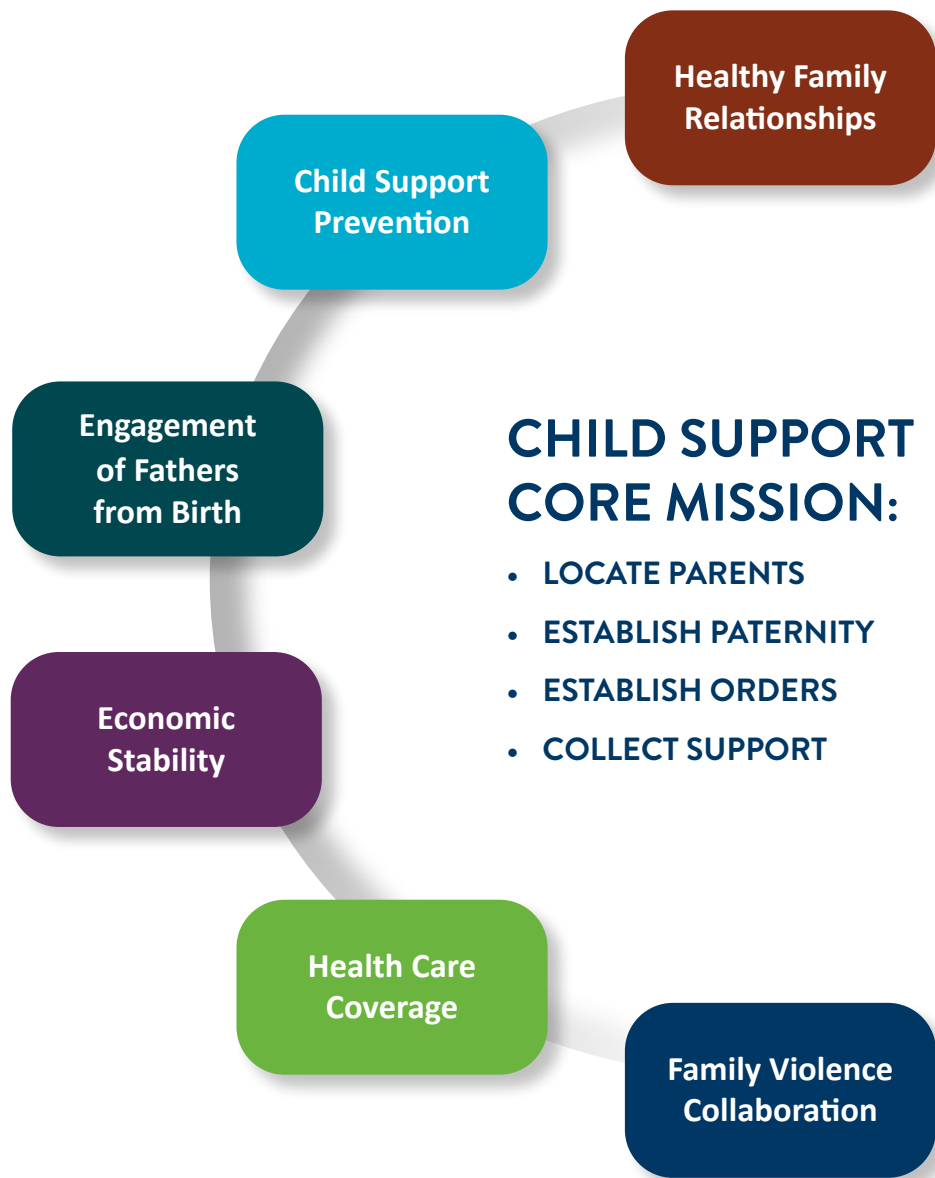 Healthy Family
Relationships
Child Support
Prevention
Engagement
of Fathers
from Birth
CHILD SUPPORT
CORE MISSION:
• LOCATE PARENTS
• ESTABLISH PATERNITY
• ESTABLISH ORDERS
• COLLECT SUPPORT
Economic
Stability
Health Care
Coverage
Family Violence
Collaboration